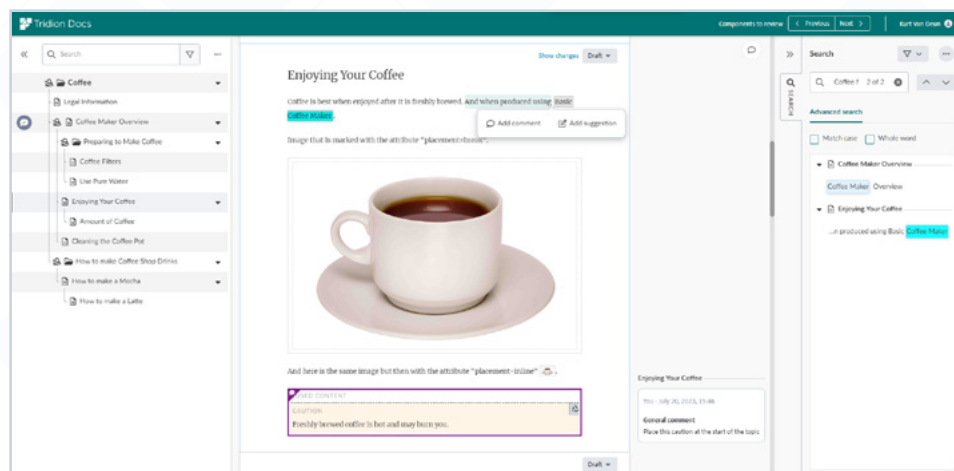 Tridion Docs
Components to review
< Previous
Next >
Kurt Van Deun
Search
Coffee
Legal Information
Coffee Maker Overview
Preparing to Make Coffee
Coffee Filters
Use Pure Water
Enjoying Your Coffee
Amount of Coffee
Cleaning the Coffee Pot
How to make Coffee Shop Drinks
How to make a Mocha
How to make a Latte
Show changes
Draft
Enjoying Your Coffee
Coffee is best when enjoyed after it is freshly brewed. And when produced using Basic
Coffee Maker.
Add comment
Add suggestion
Image that is marked with the attribute "placement=break".
And here is the same image but then with the attribute "placement=inline" .
USED CONTENT
CAUTION
Freshly brewed coffee is hot and may burn you.
Draft
Enjoying Your Coffee
You - July 20, 2023, 15:46
General comment
Place this caution at the start of the topic
SEARCH
Search
Coffee? 2 of 2
Advanced search
Match case
Whole word
Coffee Maker Overview
Coffee Maker Overview
Enjoying Your Coffee
...n produced using Basic Coffee Maker